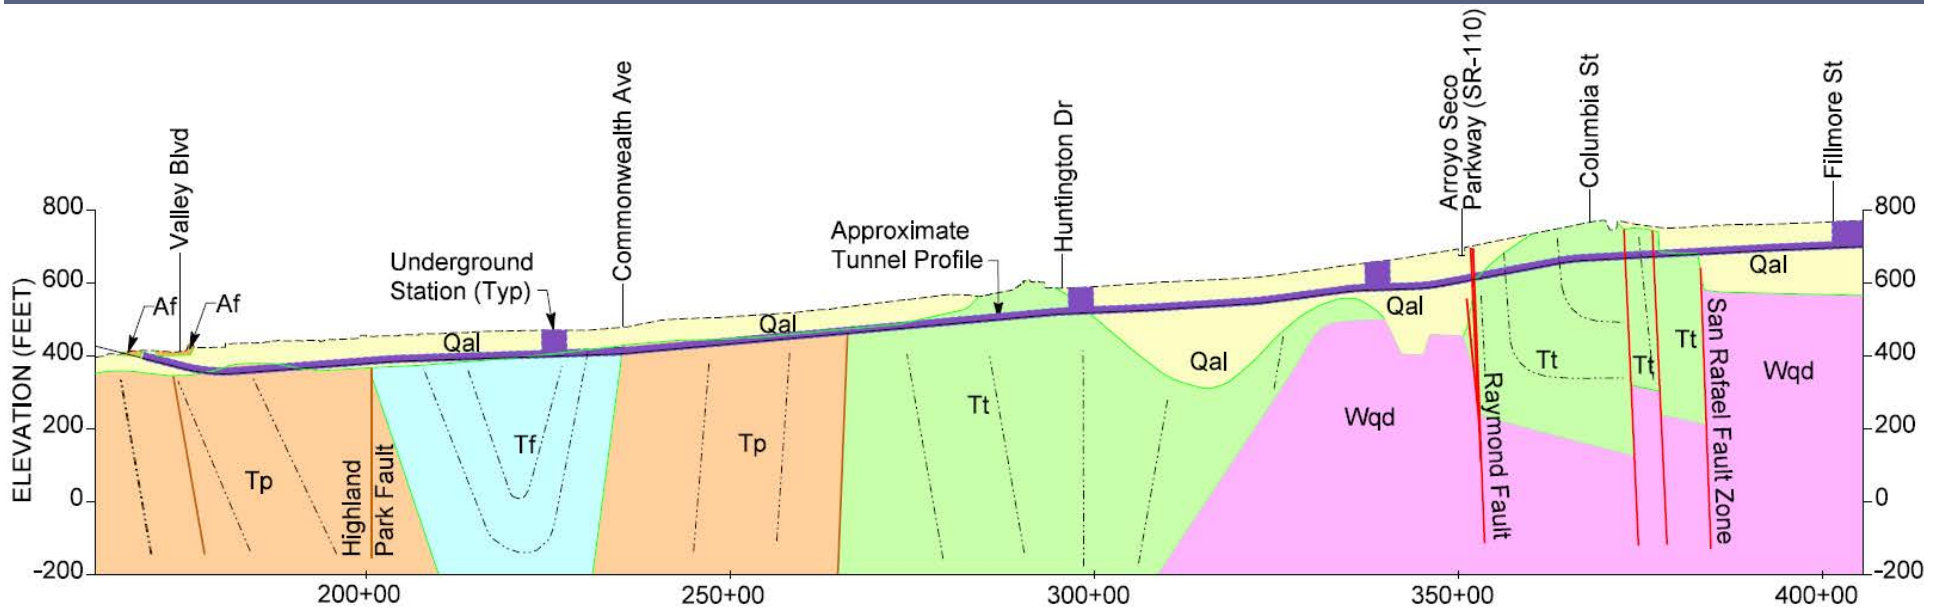 Valley Blvd
Commonwealth Ave
Huntington Dr
Arroyo Seco
Parkway (SR-110)
Columbia St
Fillmore St
ELEVATION (FEET)
800
600
400
200
0
-200
800
600
400
200
0
-200
Af
Af
Underground
Station (Typ)
Approximate
Tunnel Profile
Qal
Qal
Qal
Qal
Qal
Tp
Highland
Park Fault
Tf
Tp
Tt
Wqd
Raymond Fault
Tt
Tt
Tt
San Rafael Fault Zone
Wqd
200+00
250+00
300+00
350+00
400+00